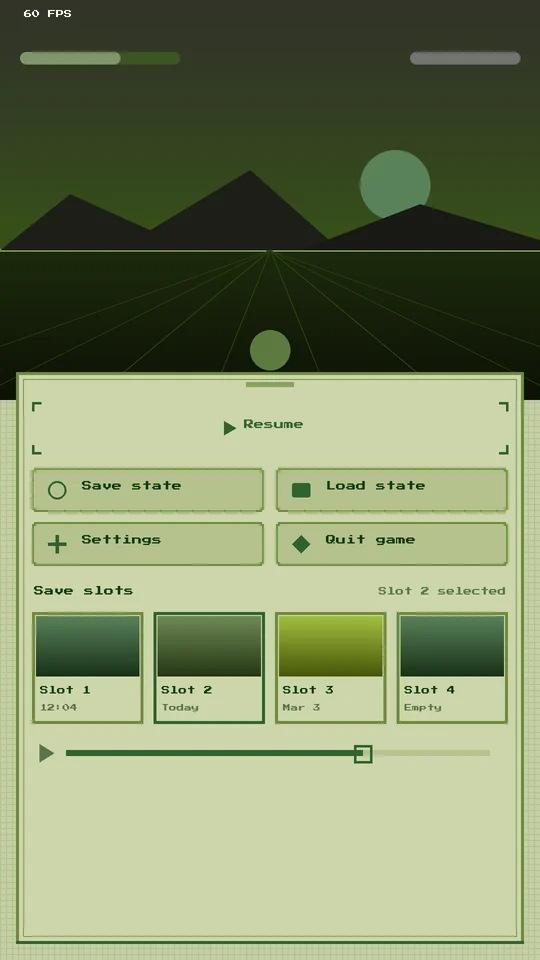 60 FPS
Resume
Save state
Load state
Settings
Quit game
Save slots
Slot 2 selected
Slot 1
12:04
Slot 2
Today
Slot 3
Mar 3
Slot 4
Empty